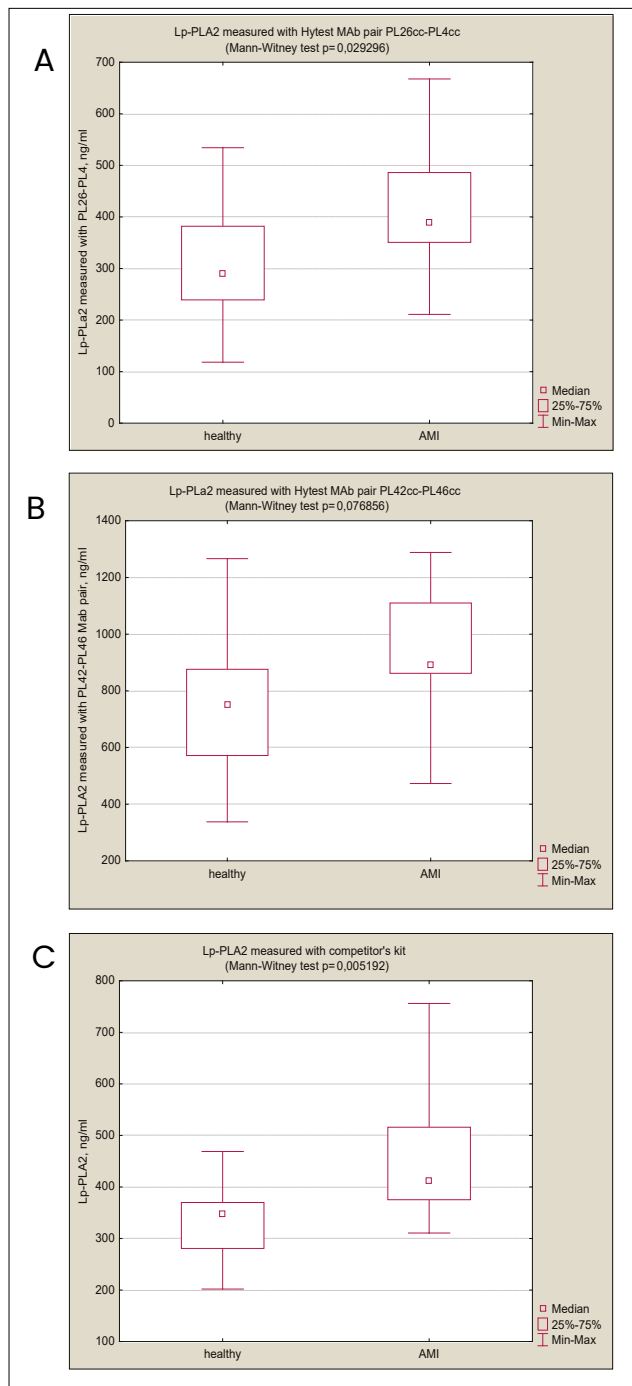 A
Lp-PLA2 measured with Hytest MAb pair PL26cc-PL4cc
(Mann-Witney test p=0,029296)
Lp-PLa2 measured with PL26-PL4, ng/ml
700
600
500
400
300
200
100
0
healthy
AMI
Median
25%-75%
Min-Max
B
Lp-PLa2 measured with Hytest MAb pair PL42cc-PL46cc
(Mann-Witney test p=0,076856)
Lp-PLA2 measured with PL42-PL46 Mab pair, ng/ml
1400
1200
1000
800
600
400
200
healthy
AMI
Median
25%-75%
Min-Max
C
Lp-PLA2 measured with competitor's kit
(Mann-Witney test p=0,005192)
Lp-PLA2, ng/ml
800
700
600
500
400
300
200
100
healthy
AMI
Median
25%-75%
Min-Max